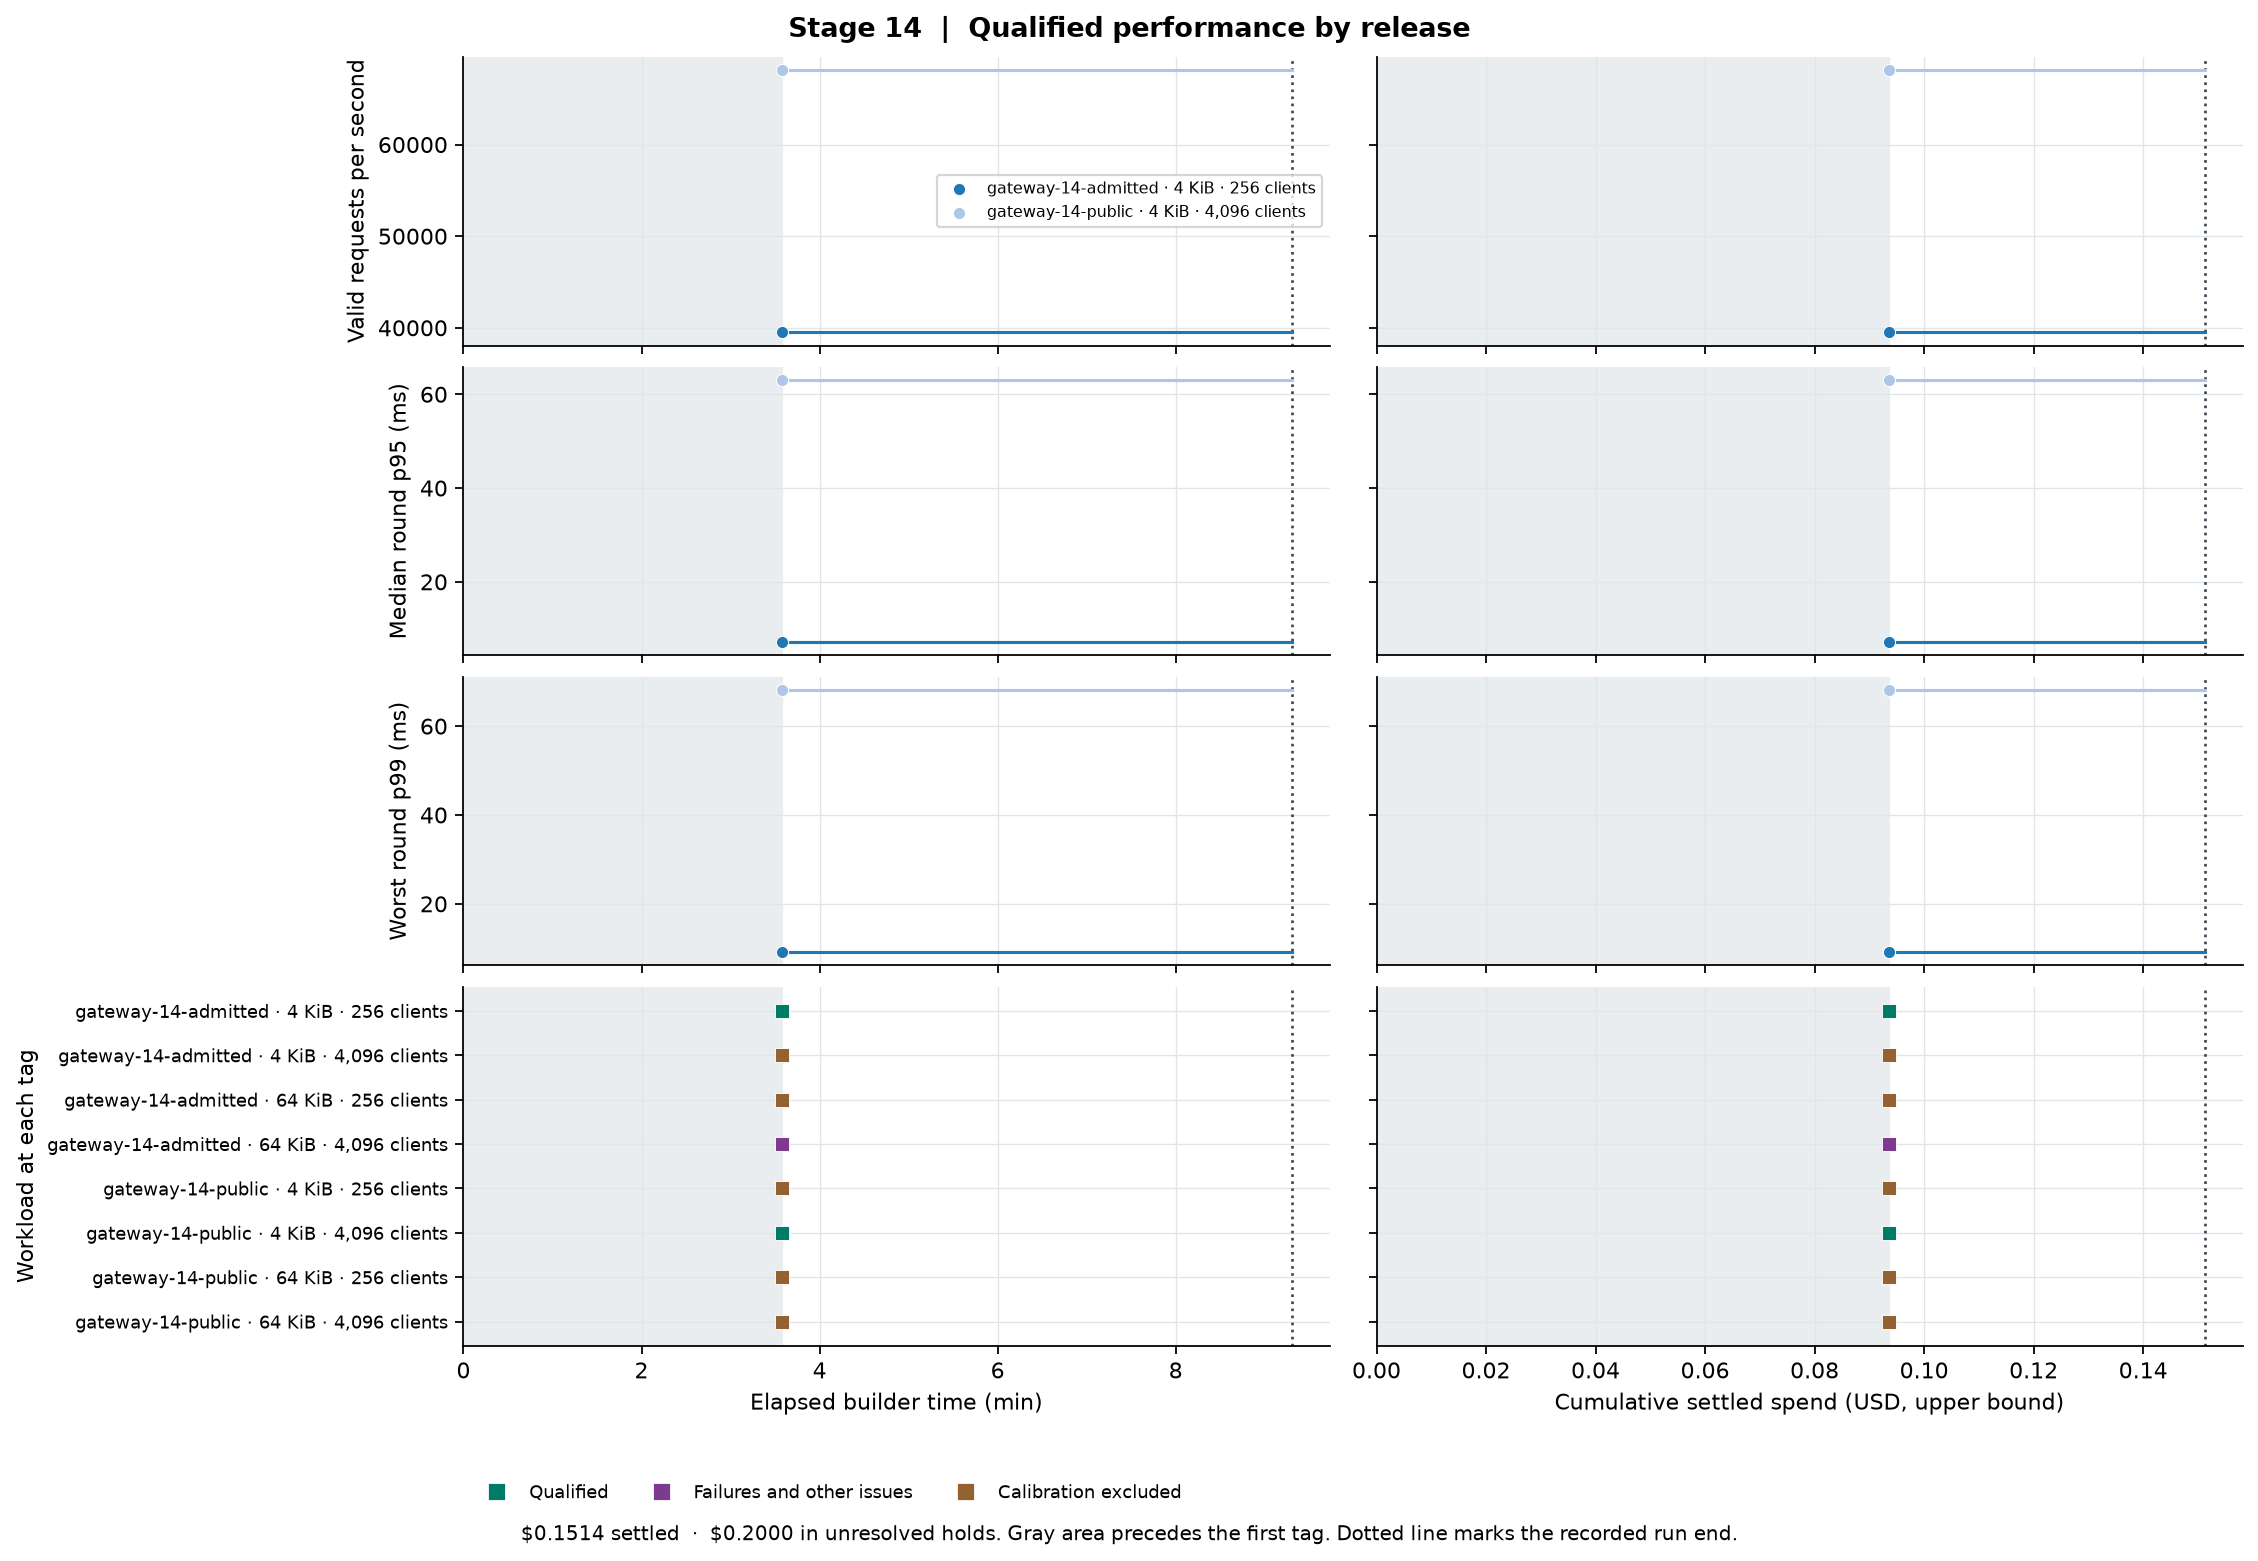 Stage 14 | Qualified performance by release
Valid requests per second
60000
50000
40000
gateway-14-admitted · 4 KiB · 256 clients
gateway-14-public · 4 KiB · 4,096 clients
Median round p95 (ms)
60
40
20
Worst round p99 (ms)
60
40
20
Workload at each tag
gateway-14-admitted · 4 KiB · 256 clients
gateway-14-admitted · 4 KiB · 4,096 clients
gateway-14-admitted · 64 KiB · 256 clients
gateway-14-admitted · 64 KiB · 4,096 clients
gateway-14-public · 4 KiB · 256 clients
gateway-14-public · 4 KiB · 4,096 clients
gateway-14-public · 64 KiB · 256 clients
gateway-14-public · 64 KiB · 4,096 clients
0 2 4 6 8
Elapsed builder time (min)
0.00 0.02 0.04 0.06 0.08 0.10 0.12 0.14
Cumulative settled spend (USD, upper bound)
Qualified Failures and other issues Calibration excluded
$0.1514 settled · $0.2000 in unresolved holds. Gray area precedes the first tag. Dotted line marks the recorded run end.